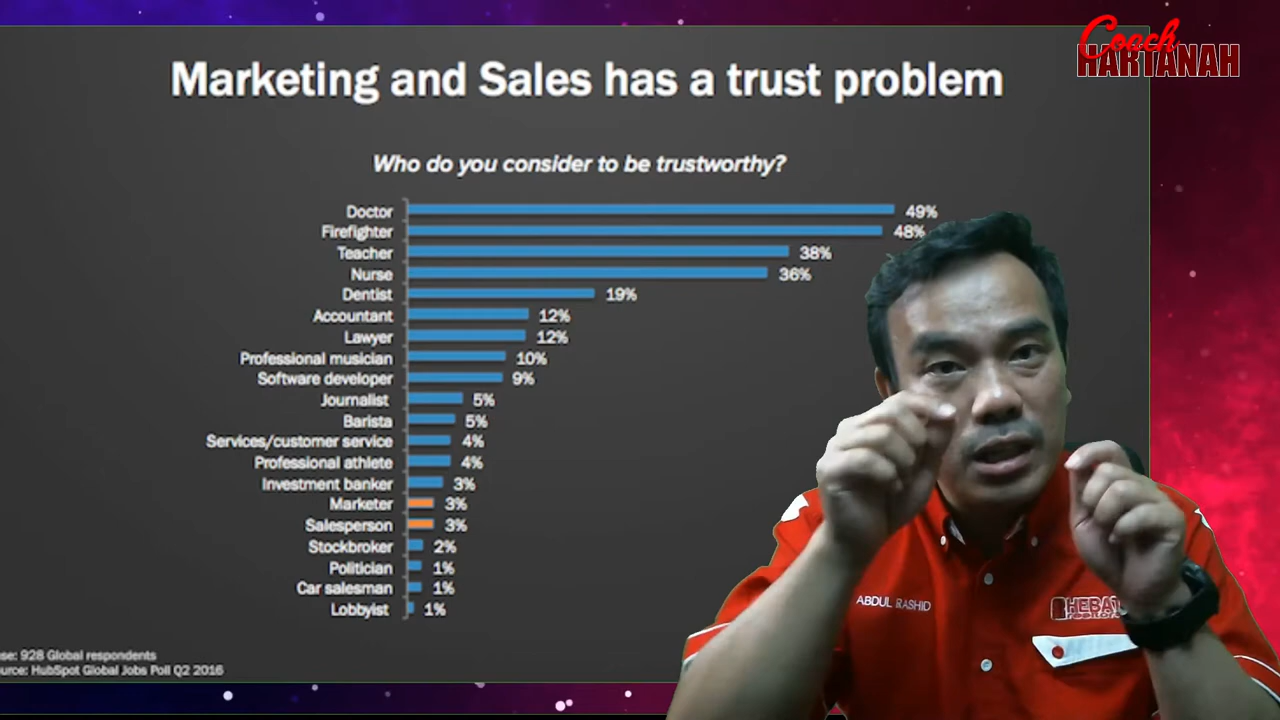 Coach
HARTANAH
Marketing and Sales has a trust problem
Who do you consider to be trustworthy?
Doctor 49%
Firefighter 48%
Teacher 38%
Nurse 36%
Dentist 19%
Accountant 12%
Lawyer 12%
Professional musician 10%
Software developer 9%
Journalist 5%
Barista 5%
Services/customer service 4%
Professional athlete 4%
Investment banker 3%
Marketer 3%
Salesperson 3%
Stockbroker 2%
Politician 1%
Car salesman 1%
Lobbyist 1%
se: 928 Global respondents
urce: HubSpot Global Jobs Poll Q2 2016
ABDUL RASHID
HEBAT